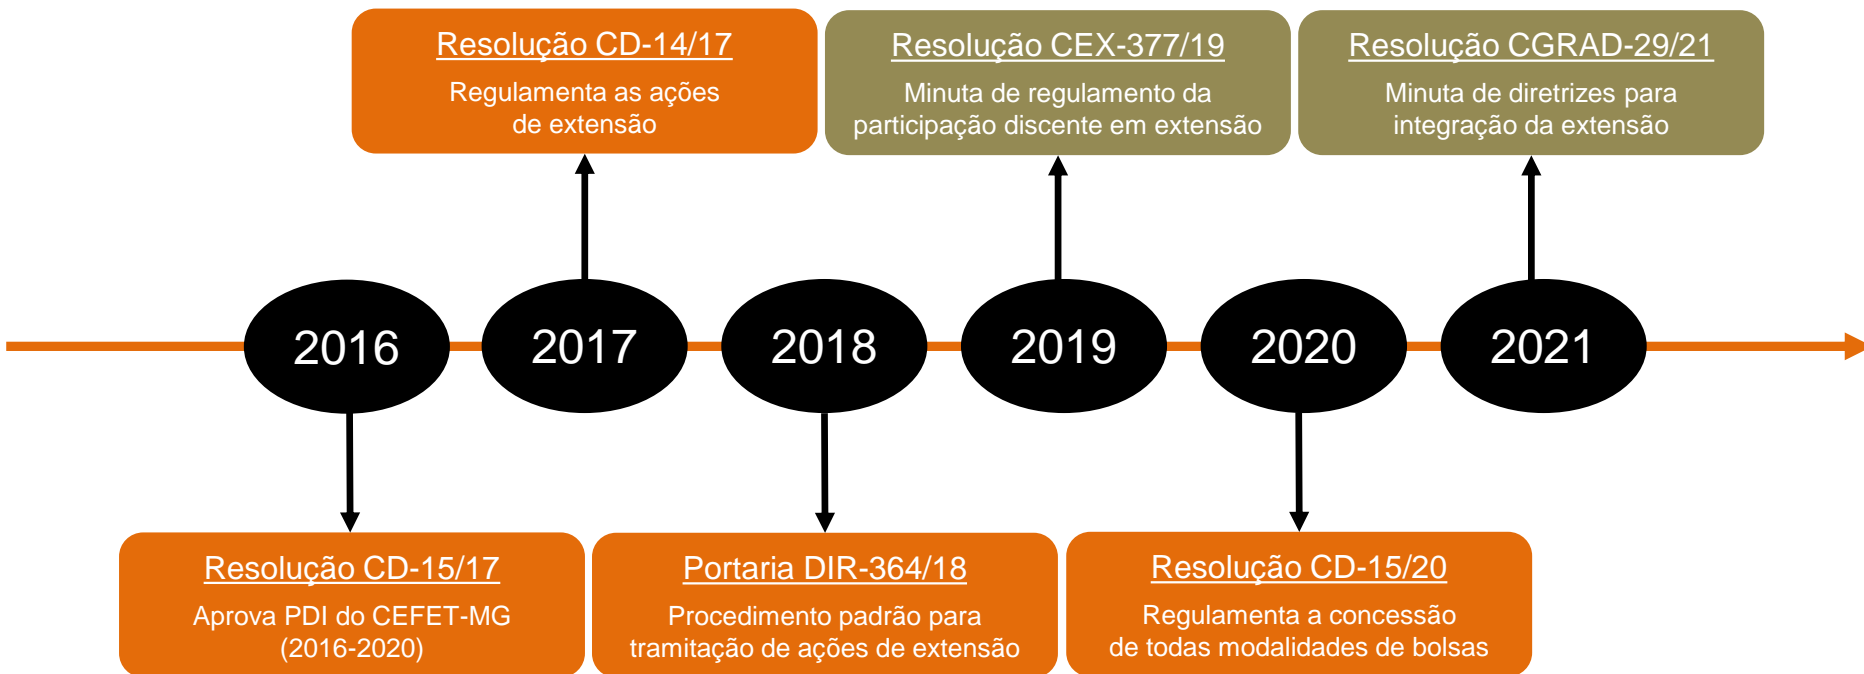 Resolução CD-14/17
Regulamenta as ações
de extensão
Resolução CEX-377/19
Minuta de regulamento da
participação discente em extensão
Resolução CGRAD-29/21
Minuta de diretrizes para
integração da extensão
2016
2017
2018
2019
2020
2021
Resolução CD-15/17
Aprova PDI do CEFET-MG
(2016-2020)
Portaria DIR-364/18
Procedimento padrão para
tramitação de ações de extensão
Resolução CD-15/20
Regulamenta a concessão
de todas modalidades de bolsas